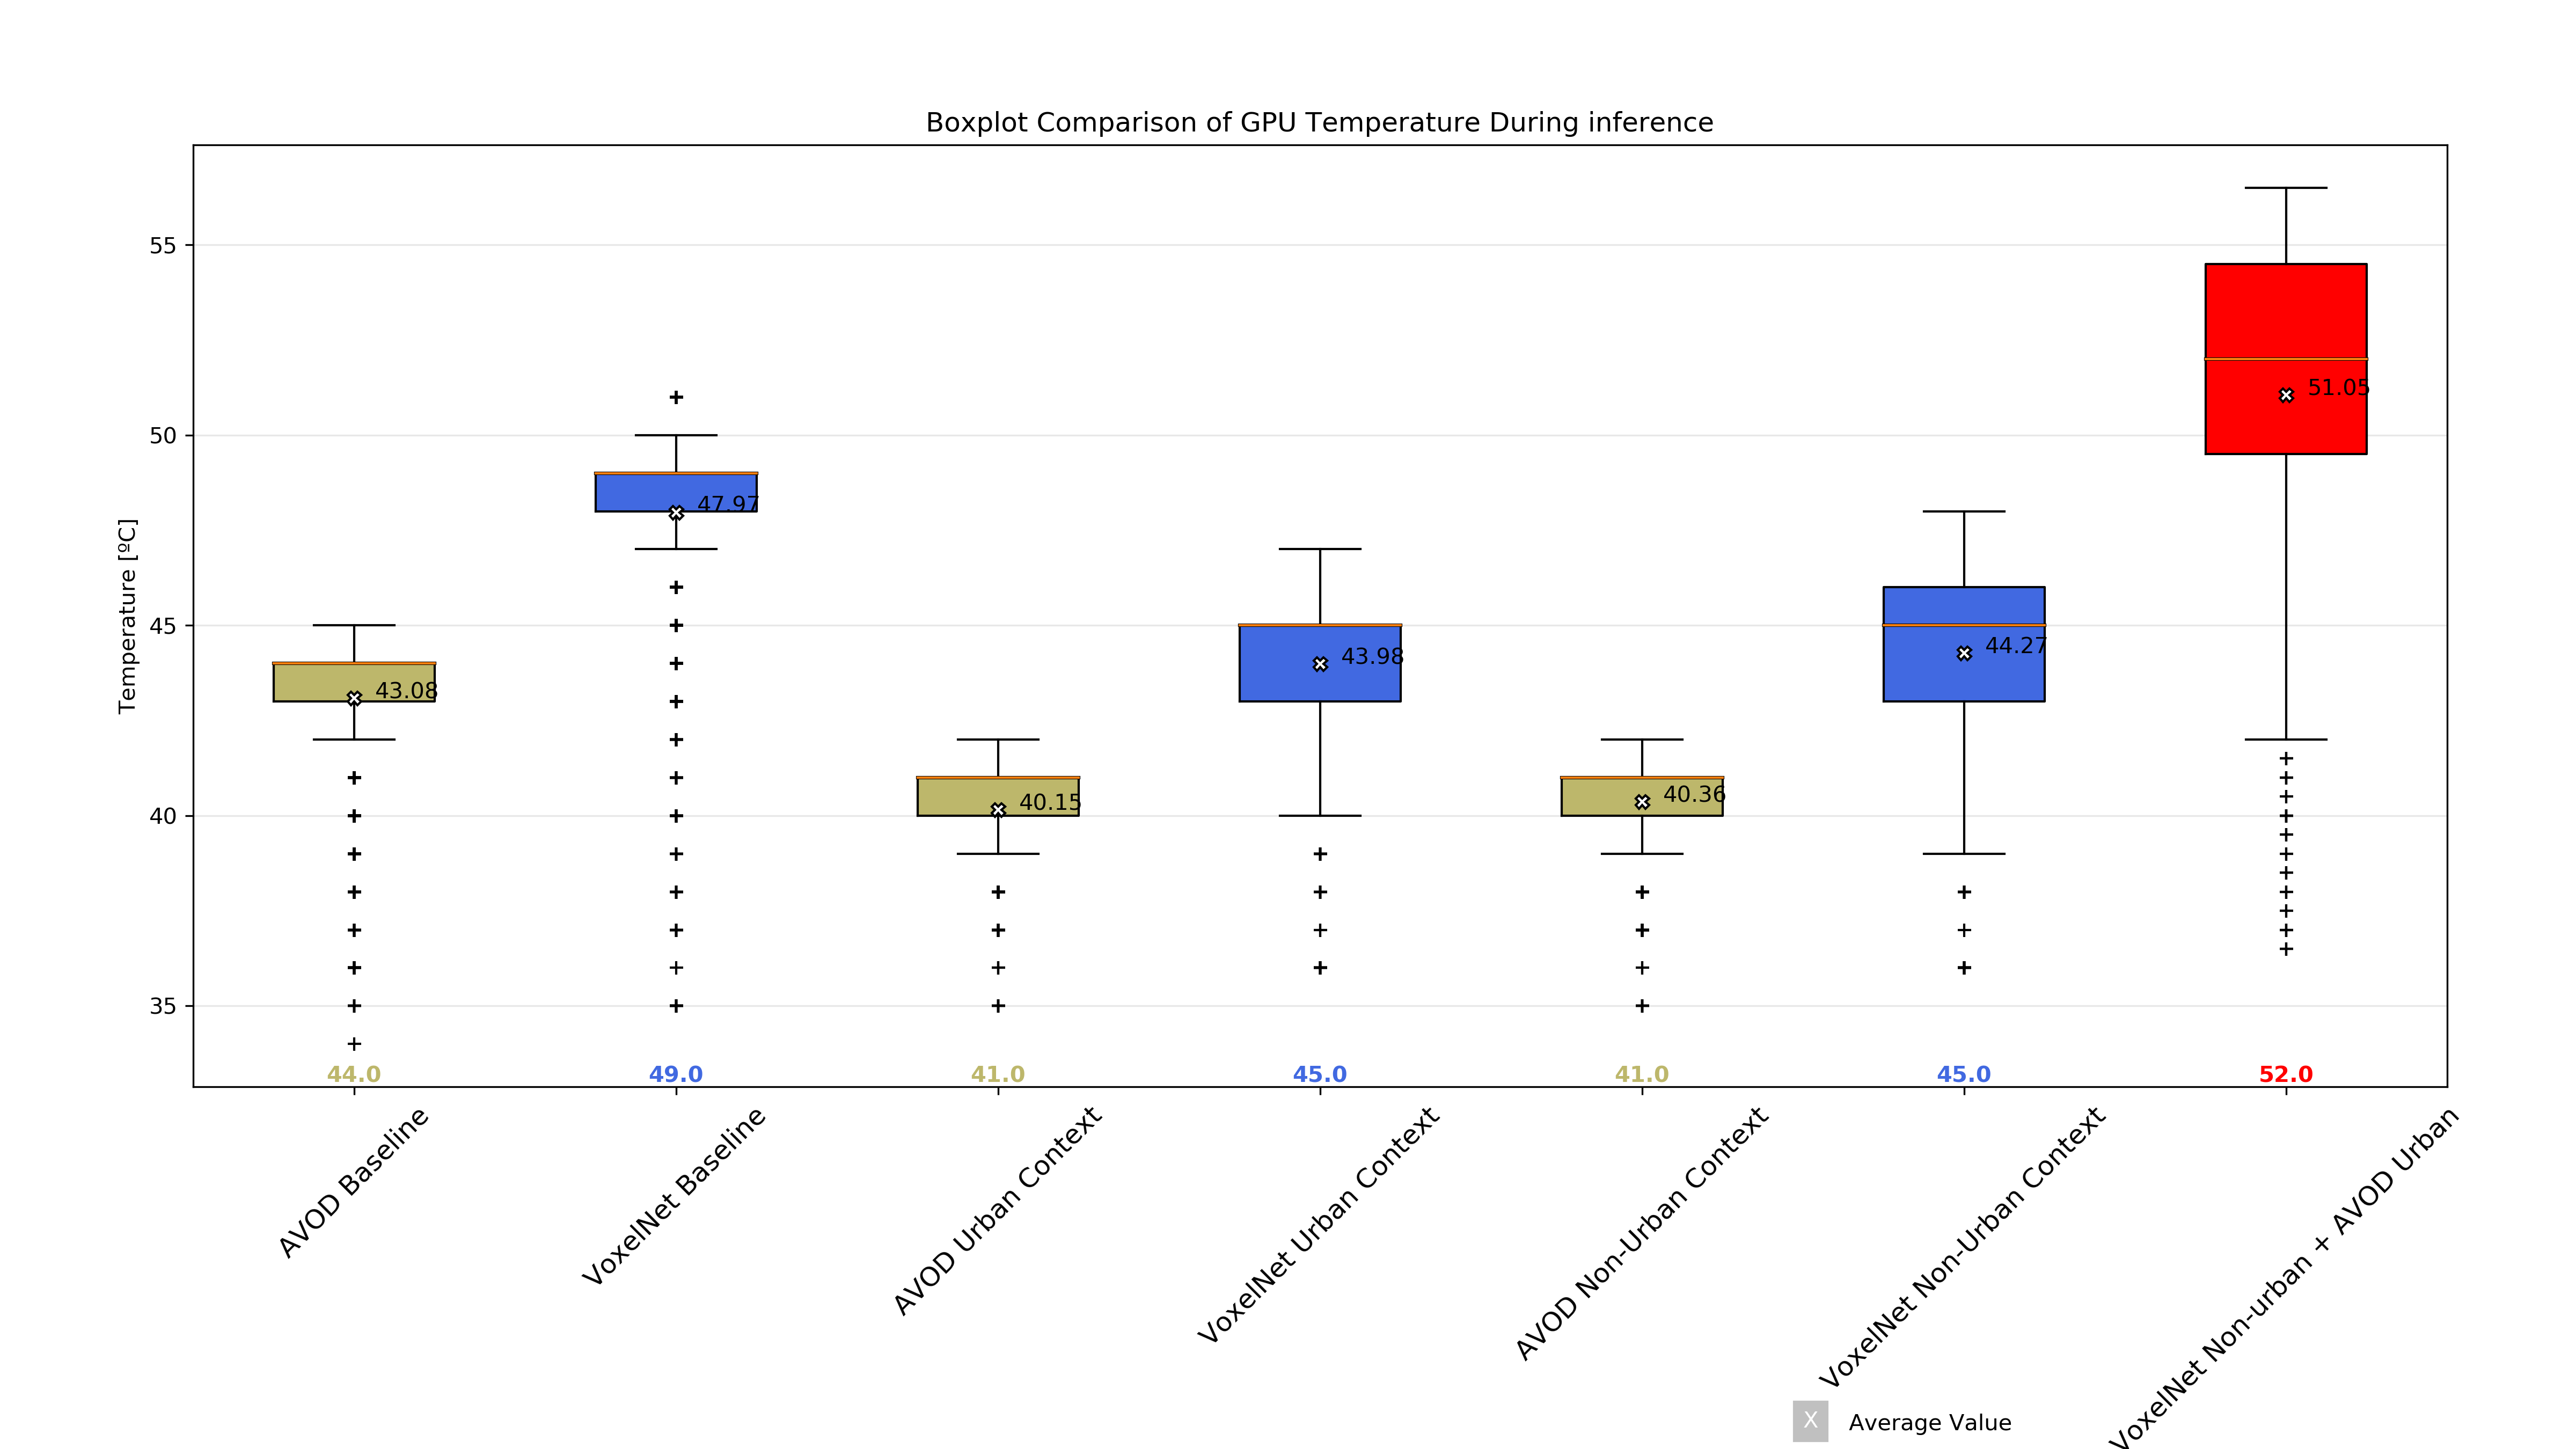 Boxplot Comparison of GPU Temperature During inference
Temperature [ºC]
55
50
45
40
35
43.08
47.97
40.15
43.98
40.36
44.27
51.05
44.0
49.0
41.0
45.0
41.0
45.0
52.0
AVOD Baseline
VoxelNet Baseline
AVOD Urban Context
VoxelNet Urban Context
AVOD Non-Urban Context
VoxelNet Non-Urban Context
VoxelNet Non-urban + AVOD Urban
X Average Value